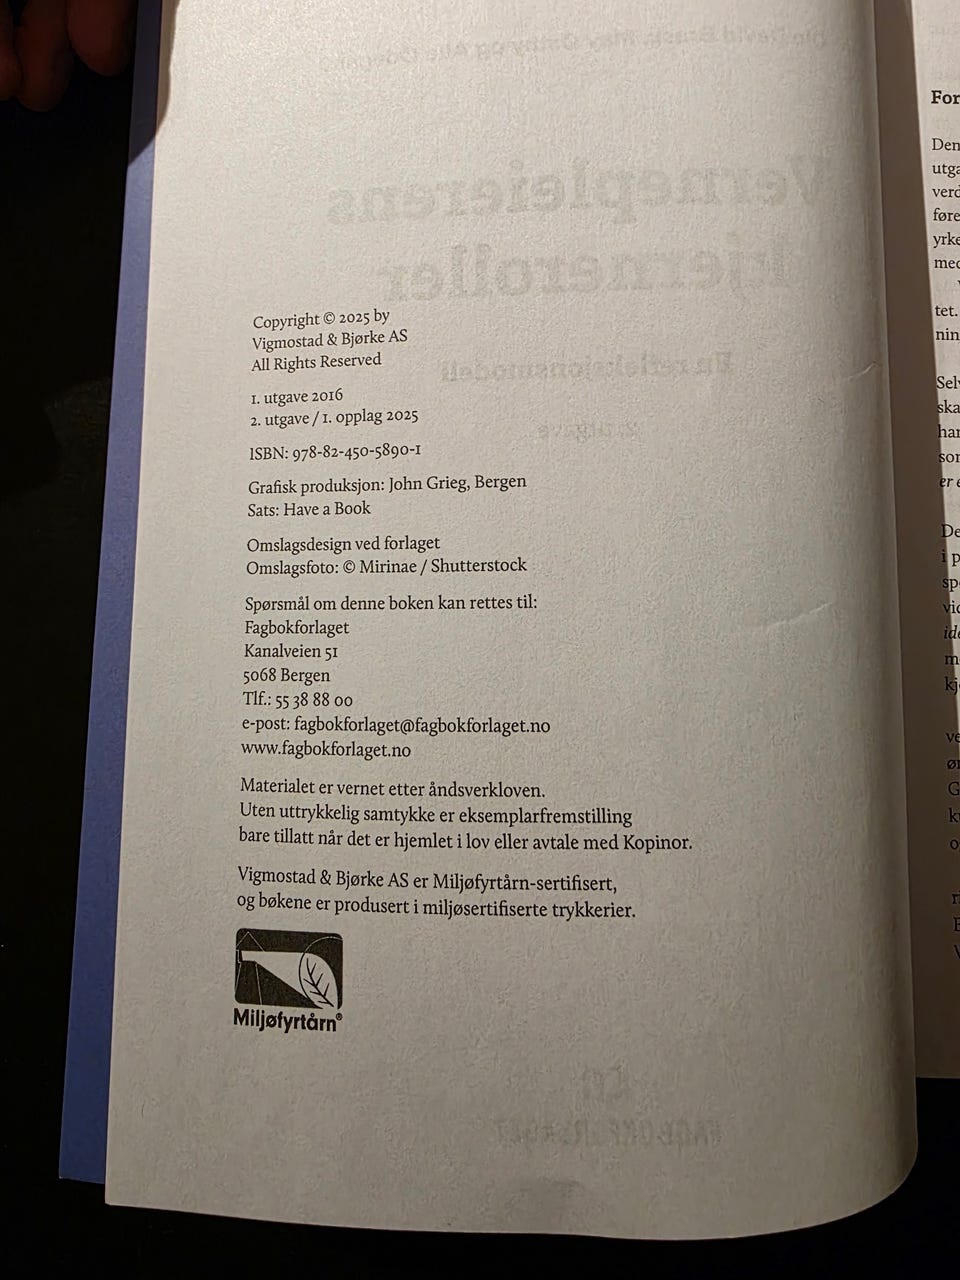 Copyright © 2025 by
Vigmostad & Bjørke AS
All Rights Reserved
1. utgave 2016
2. utgave / 1. opplag 2025
ISBN: 978-82-450-5890-1
Grafisk produksjon: John Grieg, Bergen
Sats: Have a Book
Omslagsdesign ved forlaget
Omslagsfoto: © Mirinae / Shutterstock
Spørsmål om denne boken kan rettes til:
Fagbokforlaget
Kanalveien 51
5068 Bergen
Tlf.: 55 38 88 00
e-post: fagbokforlaget@fagbokforlaget.no
www.fagbokforlaget.no
Materialet er vernet etter åndsverkloven.
Uten uttrykkelig samtykke er eksemplarfremstilling
bare tillatt når det er hjemlet i lov eller avtale med Kopinor.
Vigmostad & Bjørke AS er Miljøfyrtårn-sertifisert,
og bøkene er produsert i miljøsertifiserte trykkerier.
Miljøfyrtårn®